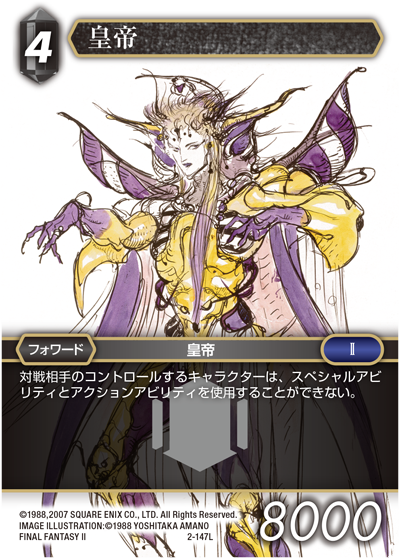 4
皇帝
フォワード
皇帝
II
対戦相手のコントロールするキャラクターは、スペシャルアビ
リティとアクションアビリティを使用することができない。
©1988,2007 SQUARE ENIX CO., LTD. All Rights Reserved.
IMAGE ILLUSTRATION:©1988 YOSHITAKA AMANO
FINAL FANTASY II
2-147L
8000